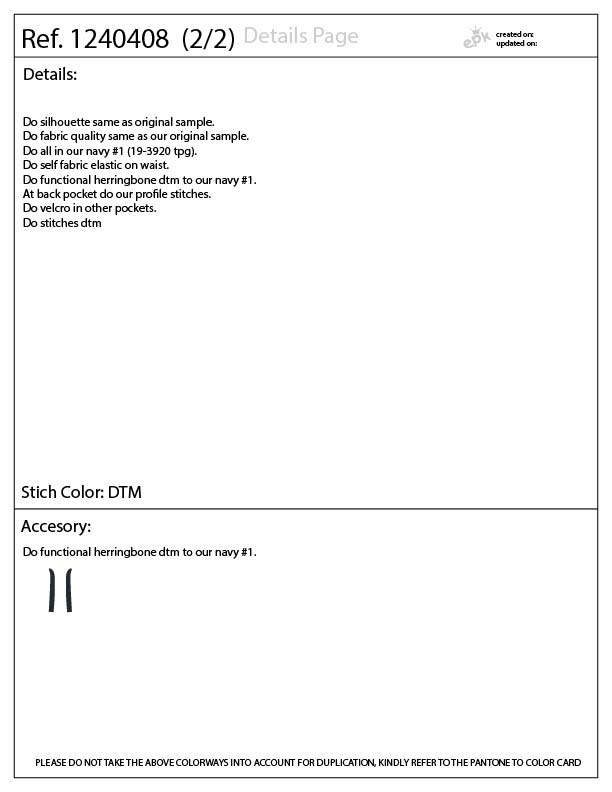 Ref. 1240408 (2/2) Details Page
epk
created on:
updated on:
Details:
Do silhouette same as original sample.
Do fabric quality same as our original sample.
Do all in our navy #1 (19-3920 tpg).
Do self fabric elastic on waist.
Do functional herringbone dtm to our navy #1.
At back pocket do our profile stitches.
Do velcro in other pockets.
Do stitches dtm
Stich Color: DTM
Accesory:
Do functional herringbone dtm to our navy #1.
PLEASE DO NOT TAKE THE ABOVE COLORWAYS INTO ACCOUNT FOR DUPLICATION, KINDLY REFER TO THE PANTONE TO COLOR CARD